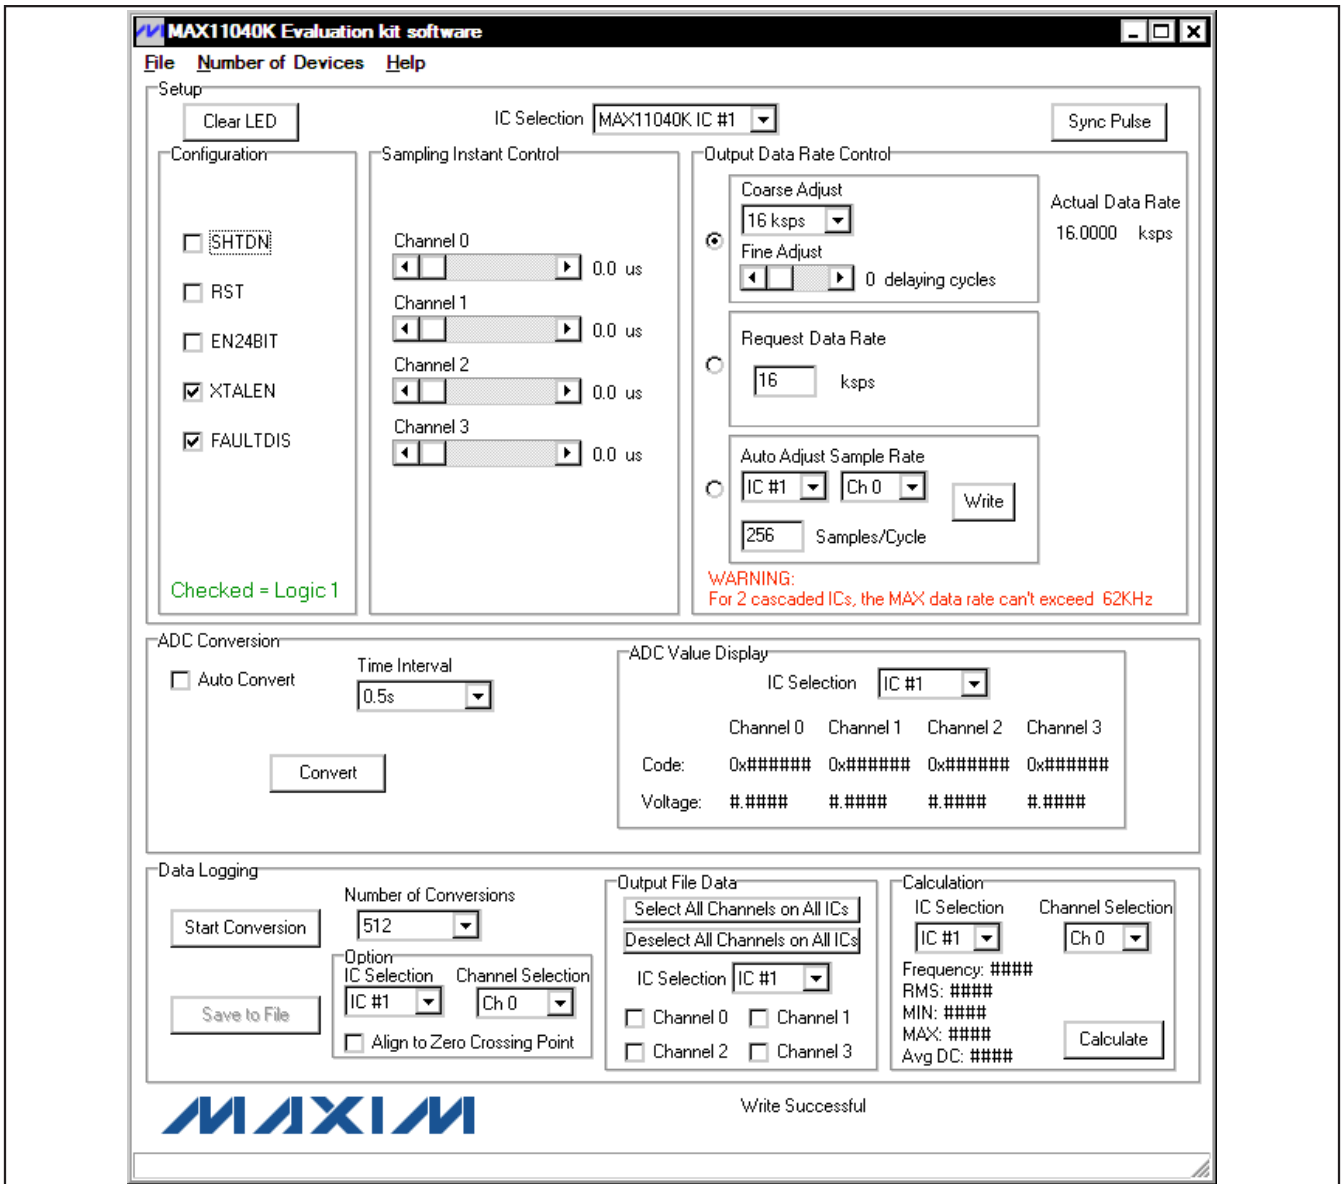 MAX11040K Evaluation kit software
File Number of Devices Help
Setup
Clear LED
IC Selection MAX11040K IC #1
Sync Pulse
Configuration
SHTDN
RST
EN24BIT
XTALEN
FAULTDIS
Checked = Logic 1
Sampling Instant Control
Channel 0
0.0 us
Channel 1
0.0 us
Channel 2
0.0 us
Channel 3
0.0 us
Output Data Rate Control
Coarse Adjust
16 ksps
Fine Adjust
0 delaying cycles
Actual Data Rate
16.0000 ksps
Request Data Rate
16 ksps
Auto Adjust Sample Rate
IC #1 Ch 0
Write
256 Samples/Cycle
WARNING:
For 2 cascaded ICs, the MAX data rate can't exceed 62KHz
ADC Conversion
Auto Convert
Time Interval
0.5s
Convert
ADC Value Display
IC Selection IC #1
Channel 0 Channel 1 Channel 2 Channel 3
Code: 0x###### 0x###### 0x###### 0x######
Voltage: #.#### #.#### #.#### #.####
Data Logging
Start Conversion
Save to File
Number of Conversions
512
Option
IC Selection Channel Selection
IC #1 Ch 0
Align to Zero Crossing Point
Output File Data
Select All Channels on All ICs
Deselect All Channels on All ICs
IC Selection IC #1
Channel 0 Channel 1
Channel 2 Channel 3
Calculation
IC Selection Channel Selection
IC #1 Ch 0
Frequency: ####
RMS: ####
MIN: ####
MAX: ####
Avg DC: ####
Calculate
MAXIM
Write Successful